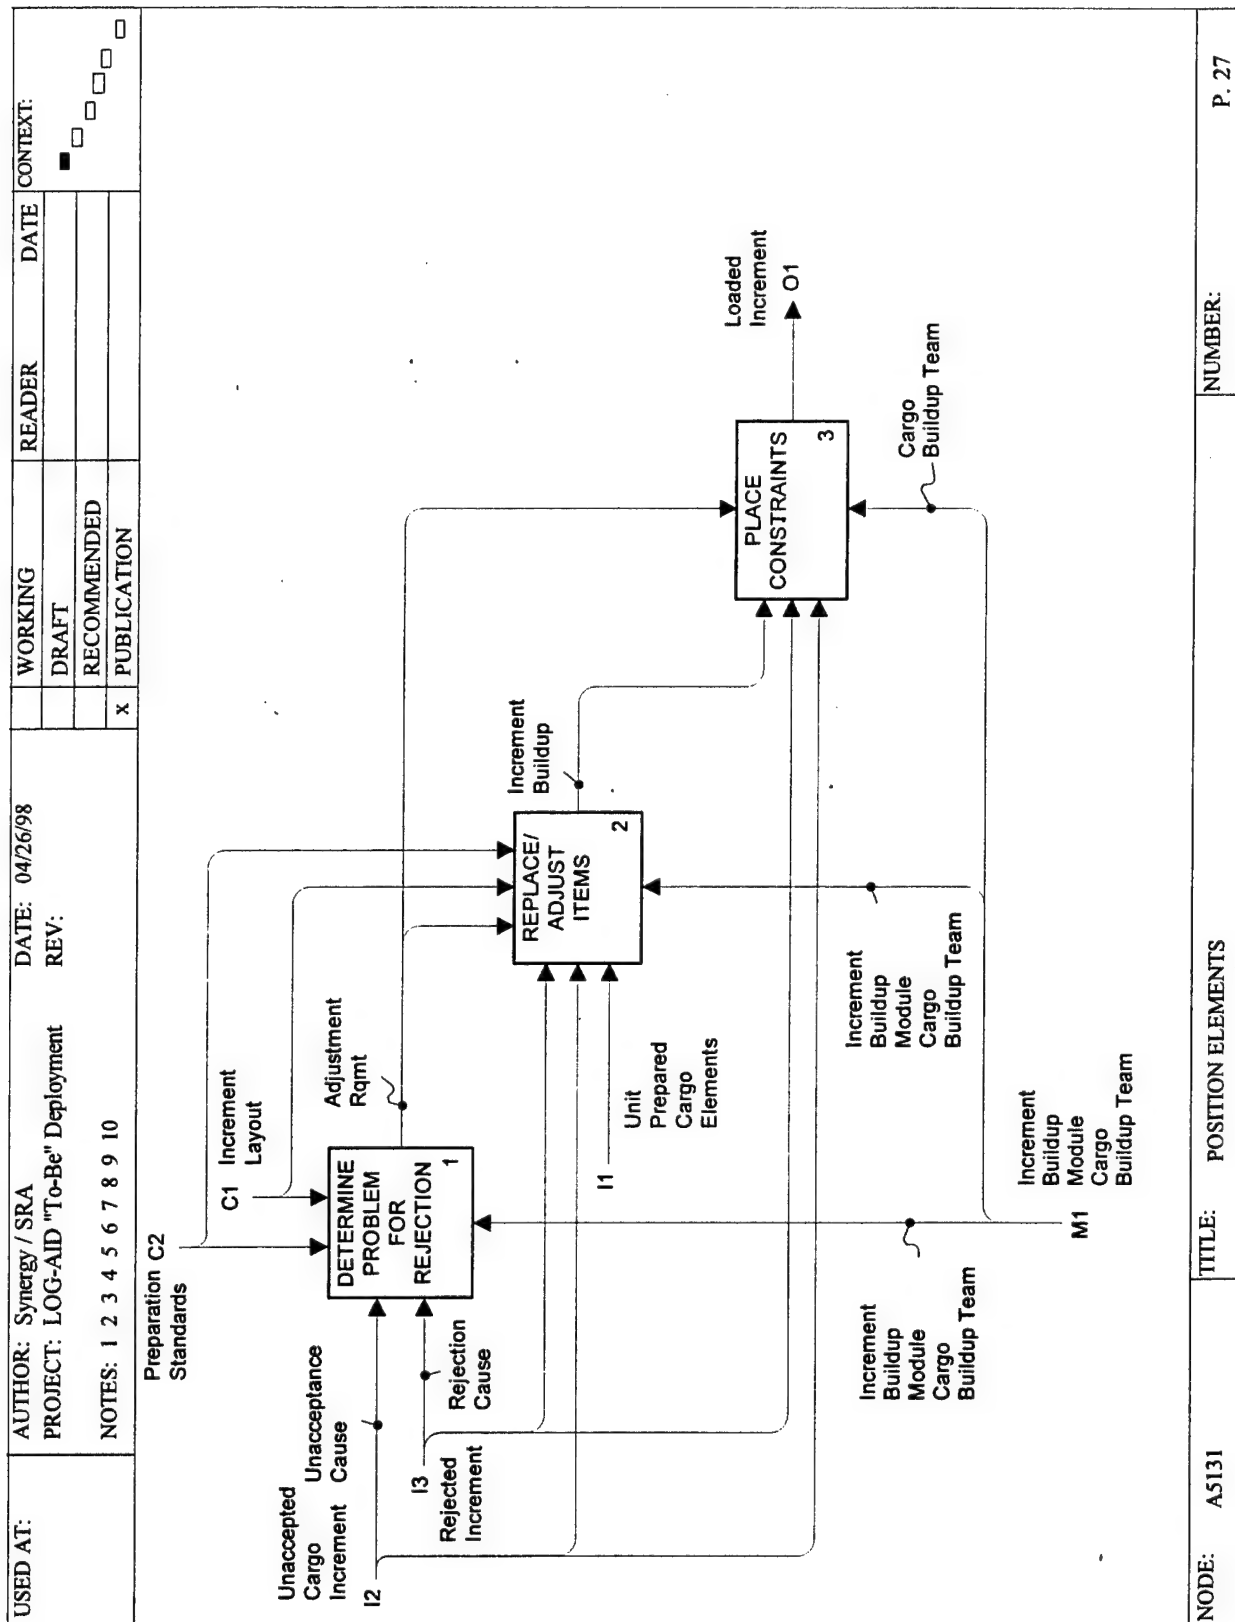 USED AT:
AUTHOR: Synergy / SRA
DATE: 04/26/98
PROJECT: LOG-AID "To-Be" Deployment
REV:
NOTES: 1 2 3 4 5 6 7 8 9 10
WORKING
DRAFT
RECOMMENDED
x PUBLICATION
READER DATE
CONTEXT:
Preparation C2
Standards
C1 Increment
Layout
Unaccepted
Cargo Unacceptance
Increment Cause
I2
I3
Rejected
Increment
Rejection
Cause
DETERMINE
PROBLEM
FOR
REJECTION
1
Adjustment
Rqmt
I1
Unit
Prepared
Cargo
Elements
REPLACE/
ADJUST
ITEMS
2
Increment
Buildup
PLACE
CONSTRAINTS
3
Loaded
Increment
O1
Cargo
Buildup Team
Increment
Buildup
Module
Cargo
Buildup Team
Increment
Buildup
Module
Cargo
Buildup Team
Increment
Buildup
Module
Cargo
Buildup Team
M1
NODE: A5131
TITLE: POSITION ELEMENTS
NUMBER:
P. 27